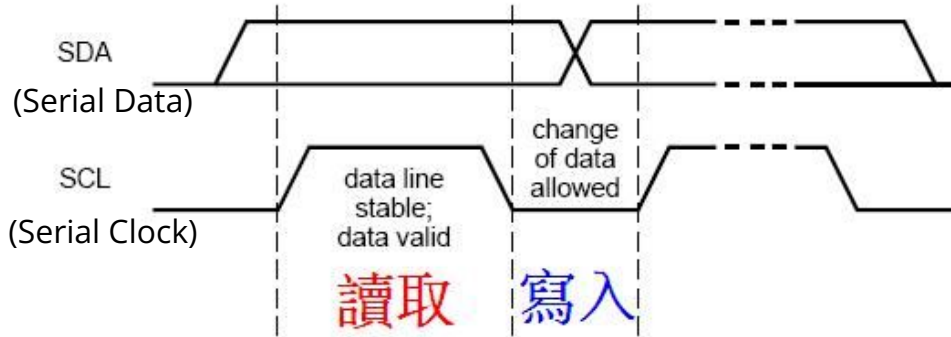 SDA
(Serial Data)
SCL
(Serial Clock)
data line
stable;
data valid
change
of data
allowed
讀取
寫入